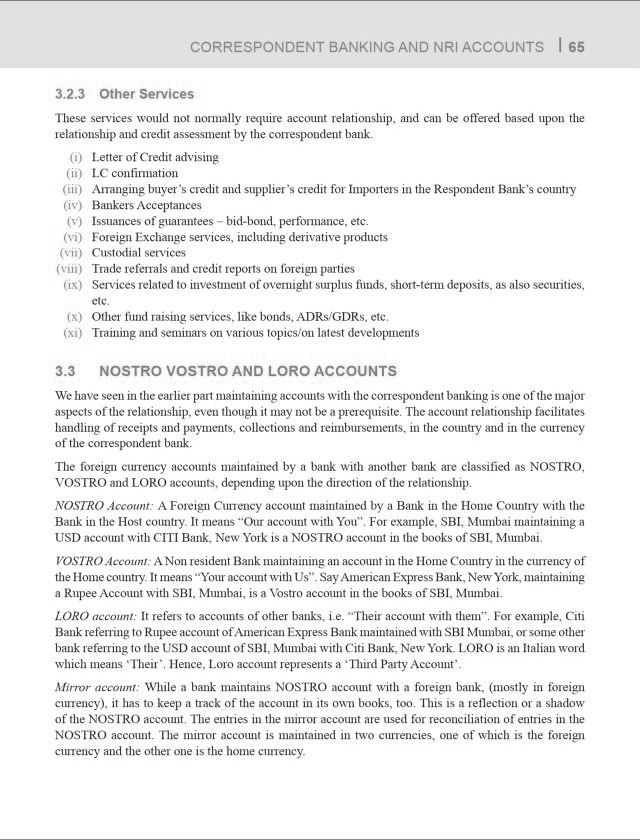 CORRESPONDENT BANKING AND NRI ACCOUNTS | 65
3.2.3 Other Services
These services would not normally require account relationship, and can be offered based upon the
relationship and credit assessment by the correspondent bank.
(i) Letter of Credit advising
(ii) LC confirmation
(iii) Arranging buyer's credit and supplier's credit for Importers in the Respondent Bank's country
(iv) Bankers Acceptances
(v) Issuances of guarantees – bid-bond, performance, etc.
(vi) Foreign Exchange services, including derivative products
(vii) Custodial services
(viii) Trade referrals and credit reports on foreign parties
(ix) Services related to investment of overnight surplus funds, short-term deposits, as also securities,
etc.
(x) Other fund raising services, like bonds, ADRs/GDRs, etc.
(xi) Training and seminars on various topics/on latest developments
3.3 NOSTRO VOSTRO AND LORO ACCOUNTS
We have seen in the earlier part maintaining accounts with the correspondent banking is one of the major
aspects of the relationship, even though it may not be a prerequisite. The account relationship facilitates
handling of receipts and payments, collections and reimbursements, in the country and in the currency
of the correspondent bank.
The foreign currency accounts maintained by a bank with another bank are classified as NOSTRO,
VOSTRO and LORO accounts, depending upon the direction of the relationship.
NOSTRO Account: A Foreign Currency account maintained by a Bank in the Home Country with the
Bank in the Host country. It means “Our account with You”. For example, SBI, Mumbai maintaining a
USD account with CITI Bank, New York is a NOSTRO account in the books of SBI, Mumbai.
VOSTRO Account: A Non resident Bank maintaining an account in the Home Country in the currency of
the Home country. It means “Your account with Us”. Say American Express Bank, New York, maintaining
a Rupee Account with SBI, Mumbai, is a Vostro account in the books of SBI, Mumbai.
LORO account: It refers to accounts of other banks, i.e. “Their account with them”. For example, Citi
Bank referring to Rupee account of American Express Bank maintained with SBI Mumbai, or some other
bank referring to the USD account of SBI, Mumbai with Citi Bank, New York. LORO is an Italian word
which means ‘Their’. Hence, Loro account represents a ‘Third Party Account’.
Mirror account: While a bank maintains NOSTRO account with a foreign bank, (mostly in foreign
currency), it has to keep a track of the account in its own books, too. This is a reflection or a shadow
of the NOSTRO account. The entries in the mirror account are used for reconciliation of entries in the
NOSTRO account. The mirror account is maintained in two currencies, one of which is the foreign
currency and the other one is the home currency.